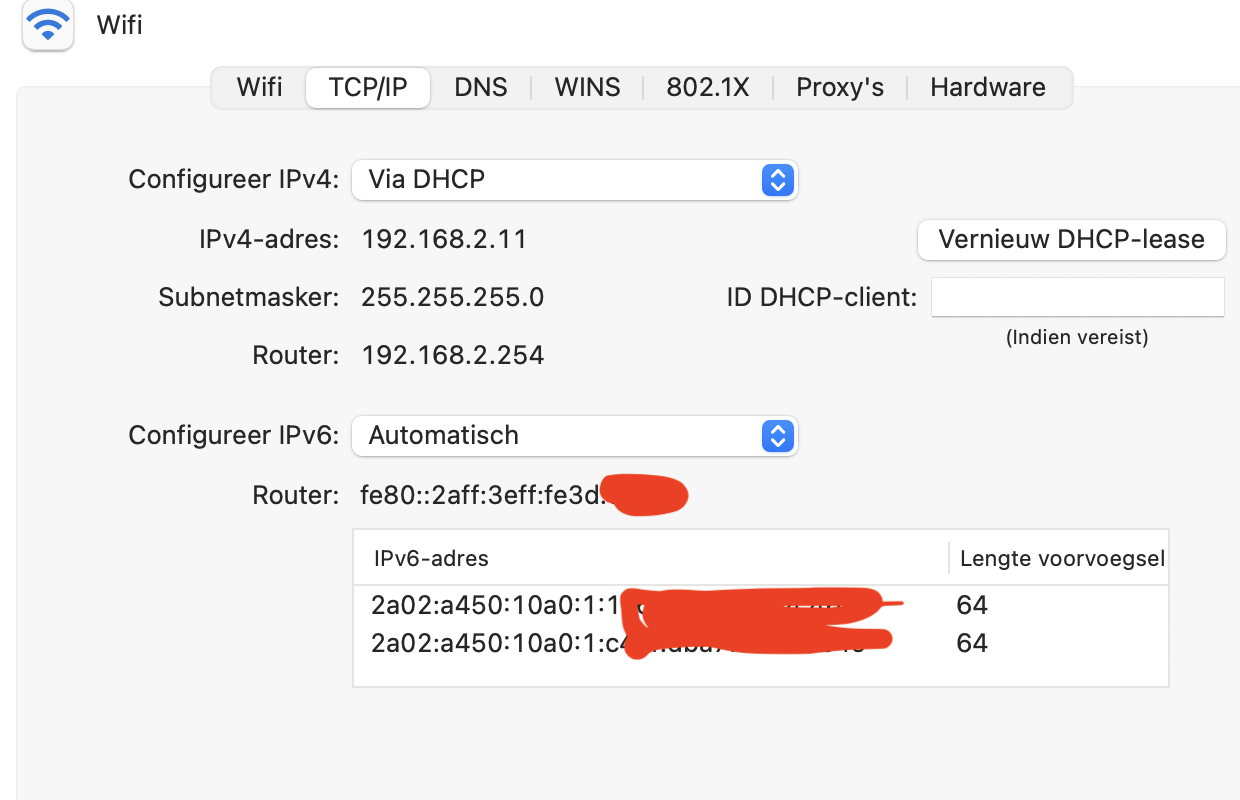 Wifi
Wifi TCP/IP DNS WINS 802.1X Proxy's Hardware
Configureer IPv4: Via DHCP
IPv4-adres: 192.168.2.11 Vernieuw DHCP-lease
Subnetmasker: 255.255.255.0 ID DHCP-client:
(Indien vereist)
Router: 192.168.2.254
Configureer IPv6: Automatisch
Router: fe80::2aff:3eff:fe3d
IPv6-adres Lengte voorvoegsel
2a02:a450:10a0:1:1 64
2a02:a450:10a0:1:c 64